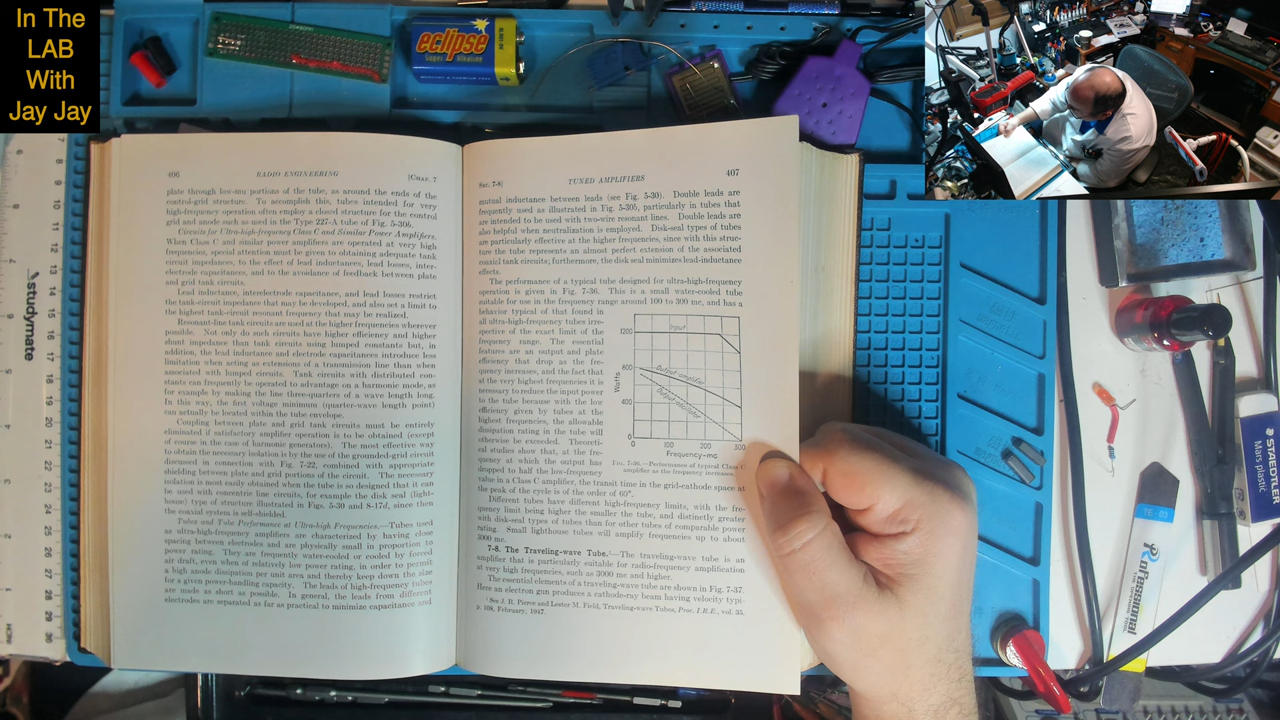 In The
LAB
With
Jay Jay
eclipse
Super Alkaline
studymate
INCH
STAEDTLER
Mars plastic
TE-03
ProFessional
406
RADIO ENGINEERING
[CHAP. 7
plate through low-mu portions of the tube, as around the ends of the
control-grid structure. To accomplish this, tubes intended for very
high-frequency operation often employ a closed structure for the control
grid and anode such as used in the Type 227-A tube of Fig. 5-30b.
Circuits for Ultra-high-frequency Class C and Similar Power Amplifiers.
When Class C and similar power amplifiers are operated at very high
frequencies, special attention must be given to obtaining adequate tank
circuit impedances, to the effect of lead inductances, lead losses, inter-
electrode capacitances, and to the avoidance of feedback between plate
and grid tank circuits.
Lead inductance, interelectrode capacitance, and lead losses restrict
the tank-circuit impedance that may be developed, and also set a limit to
the highest tank-circuit resonant frequency that may be realized.
Resonant-line tank circuits are used at the higher frequencies wherever
possible. Not only do such circuits have higher efficiency and higher
shunt impedance than tank circuits using lumped constants but, in
addition, the lead inductance and electrode capacitances introduce less
limitation when acting as extensions of a transmission line than when
associated with lumped circuits. Tank circuits with distributed con-
stants can frequently be operated to advantage on a harmonic mode, as
for example by making the line three-quarters of a wave length long.
In this way, the first voltage minimum (quarter-wave length point)
can actually be located within the tube envelope.
Coupling between plate and grid tank circuits must be entirely
eliminated if satisfactory amplifier operation is to be obtained (except
of course in the case of harmonic generators). The most effective way
to obtain the necessary isolation is by the use of the grounded-grid circuit
discussed in connection with Fig. 7-22, combined with appropriate
shielding between plate and grid portions of the circuit. The necessary
isolation is most easily obtained when the tube is so designed that it can
be used with concentric line circuits, for example the disk seal (light-
house) type of structure illustrated in Figs. 5-30 and 8-17d, since then
the coaxial system is self-shielded.
Tubes and Tube Performance at Ultra-high Frequencies.—Tubes used
as ultra-high-frequency amplifiers are characterized by having close
spacing between electrodes and are physically small in proportion to
power rating. They are frequently water-cooled or cooled by forced
air draft, even when of relatively low power rating, in order to permit
a high anode dissipation per unit area and thereby keep down the size
for a given power-handling capacity. The leads of high-frequency tubes
are made as short as possible. In general, the leads from different
electrodes are separated as far as practical to minimize capacitance and
SEC. 7-8]
TUNED AMPLIFIERS
407
mutual inductance between leads (see Fig. 5-30). Double leads are
frequently used as illustrated in Fig. 5-30b, particularly in tubes that
are intended to be used with two-wire resonant lines. Double leads are
also helpful when neutralization is employed. Disk-seal types of tubes
are particularly effective at the higher frequencies, since with this struc-
ture the tube represents an almost perfect extension of the associated
coaxial tank circuits; furthermore, the disk seal minimizes lead-inductance
effects.
The performance of a typical tube designed for ultra-high-frequency
operation is given in Fig. 7-36. This is a small water-cooled tube
suitable for use in the frequency range around 100 to 300 mc, and has a
behavior typical of that found in
all ultra-high-frequency tubes irre-
spective of the exact limit of the
frequency range. The essential
features are an output and plate
efficiency that drop as the fre-
quency increases, and the fact that
at the very highest frequencies it is
necessary to reduce the input power
to the tube because with the low
efficiency given by tubes at the
highest frequencies, the allowable
dissipation rating in the tube will
otherwise be exceeded. Theoreti-
cal studies show that, at the fre-
quency at which the output has
dropped to half the low-frequency
1200
800
400
0
Watts
Input
Output-amplifier
Output-oscillator
0 100 200 300
Frequency-mc
FIG. 7-36.—Performance of typical Class C
amplifier as the frequency increases.
value in a Class C amplifier, the transit time in the grid-cathode space at
the peak of the cycle is of the order of 60°.
Different tubes have different high-frequency limits, with the fre-
quency limit being higher the smaller the tube, and distinctly greater
with disk-seal types of tubes than for other tubes of comparable power
rating. Small lighthouse tubes will amplify frequencies up to about
3000 mc.
7-8. The Traveling-wave Tube.¹—The traveling-wave tube is an
amplifier that is particularly suitable for radio-frequency amplification
at very high frequencies, such as 3000 mc and higher.
The essential elements of a traveling-wave tube are shown in Fig. 7-37.
Here an electron gun produces a cathode-ray beam having velocity typi-
¹ See J. R. Pierce and Lester M. Field, Traveling-wave Tubes, Proc. I.R.E., vol. 35,
p. 108, February, 1947.